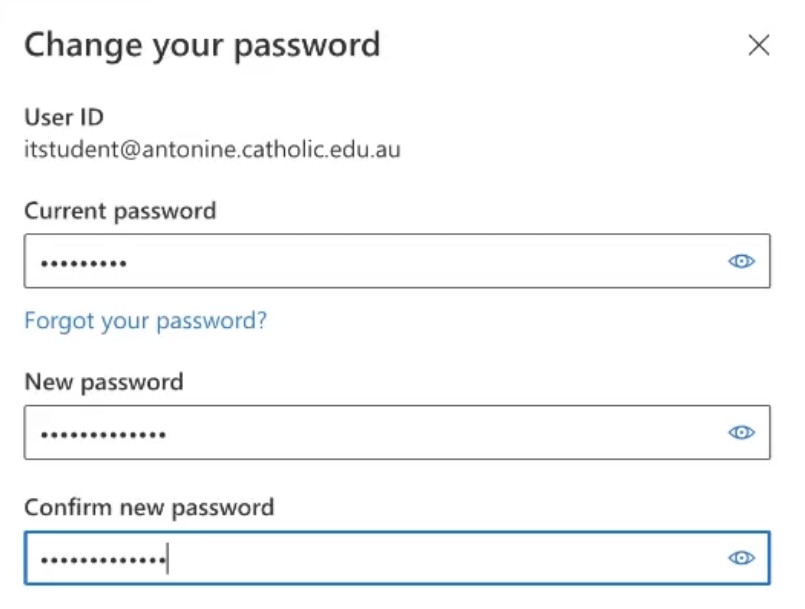 Change your password
User ID
itstudent@antonine.catholic.edu.au
Current password
•••••••••
Forgot your password?
New password
•••••••••••••
Confirm new password
•••••••••••••